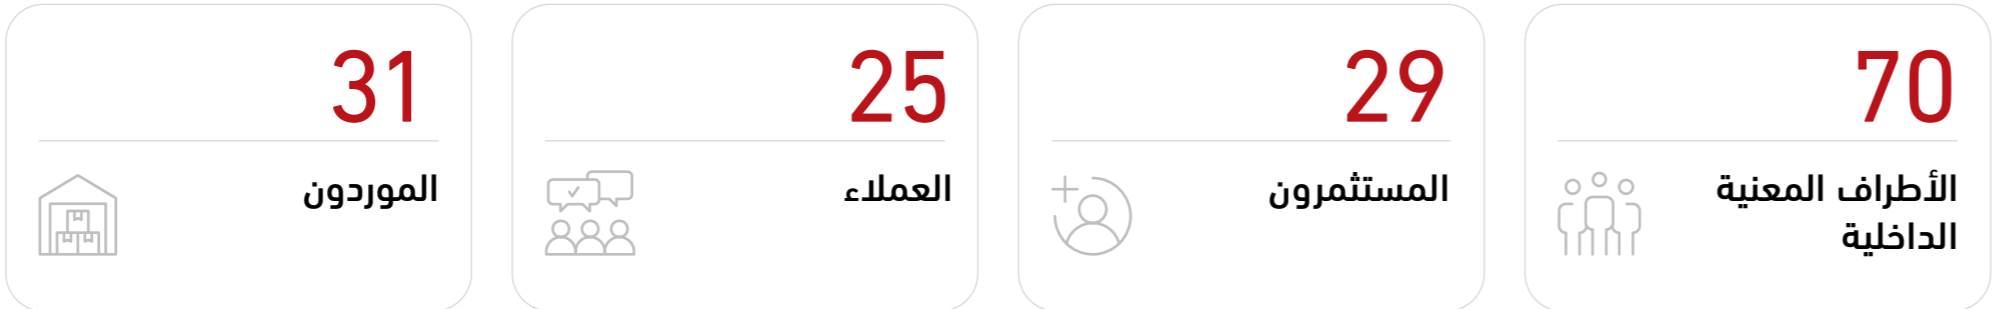 70
الأطراف المعنية
الداخلية
29
المستثمرون
25
العملاء
31
الموردون